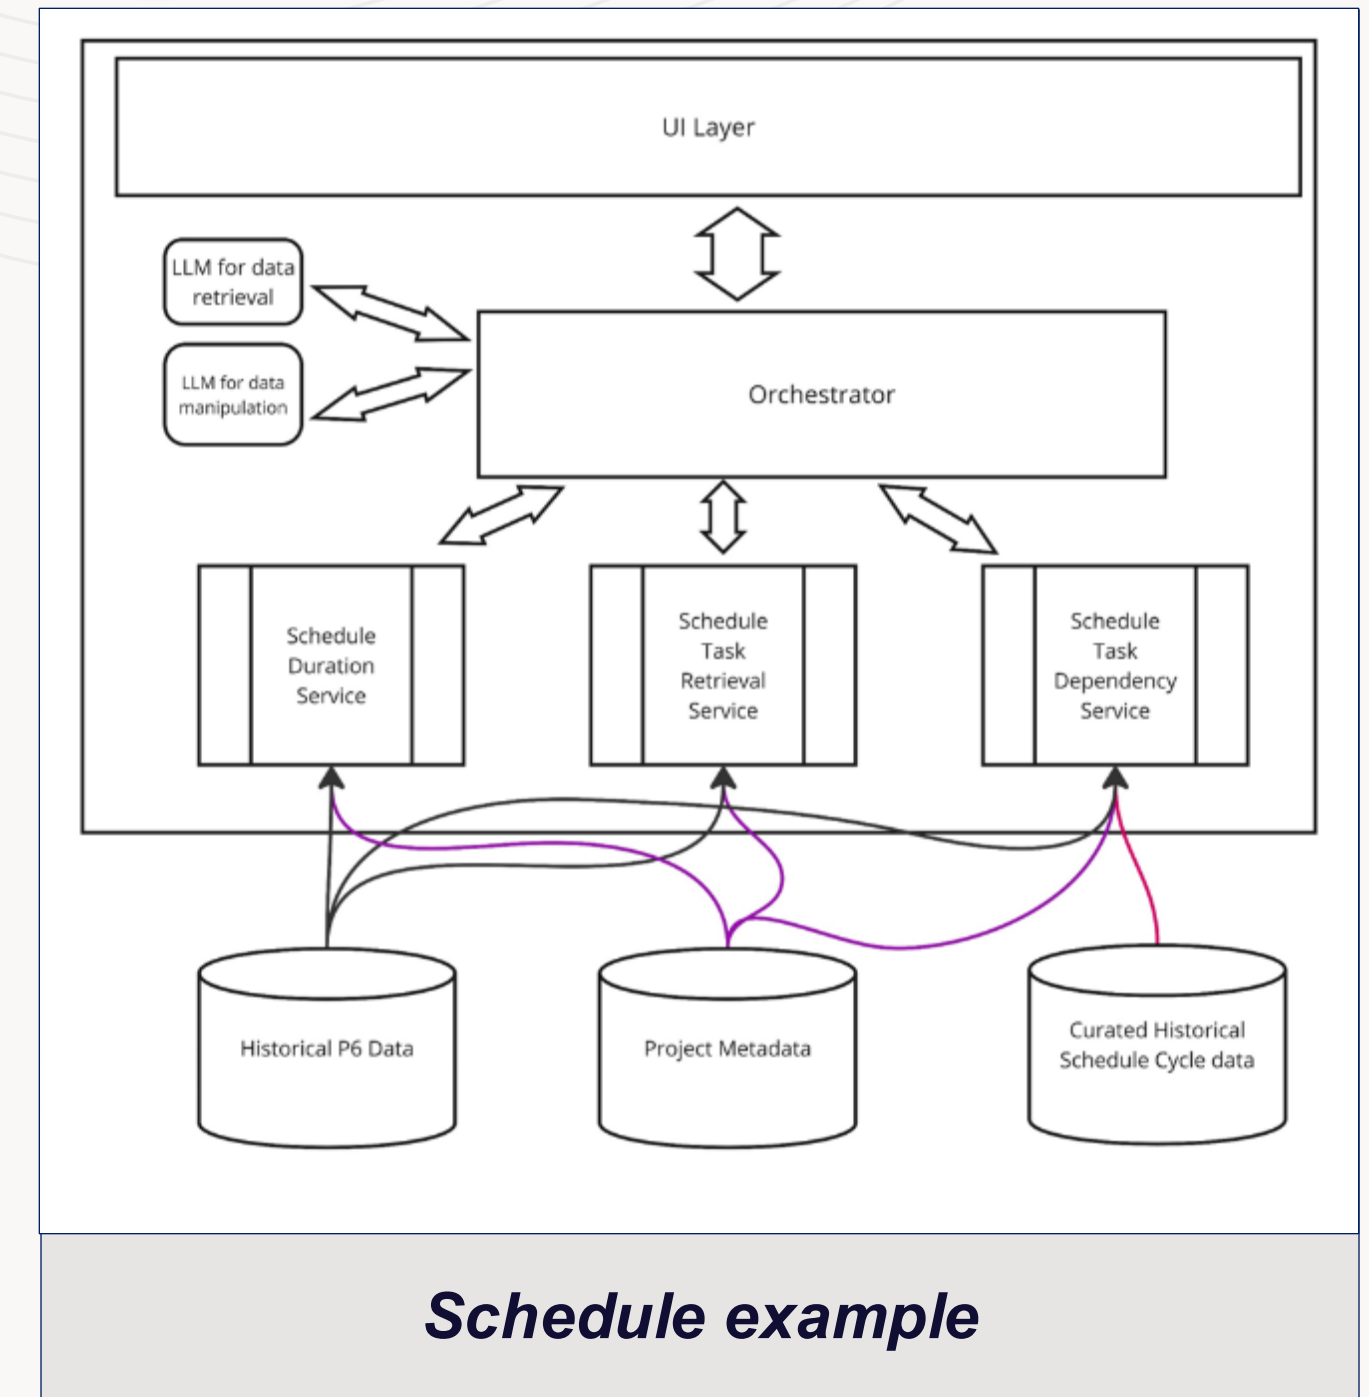 UI Layer
LLM for data
retrieval
LLM for data
manipulation
Orchestrator
Schedule
Duration
Service
Schedule
Task
Retrieval
Service
Schedule
Task
Dependency
Service
Historical P6 Data
Project Metadata
Curated Historical
Schedule Cycle data
Schedule example